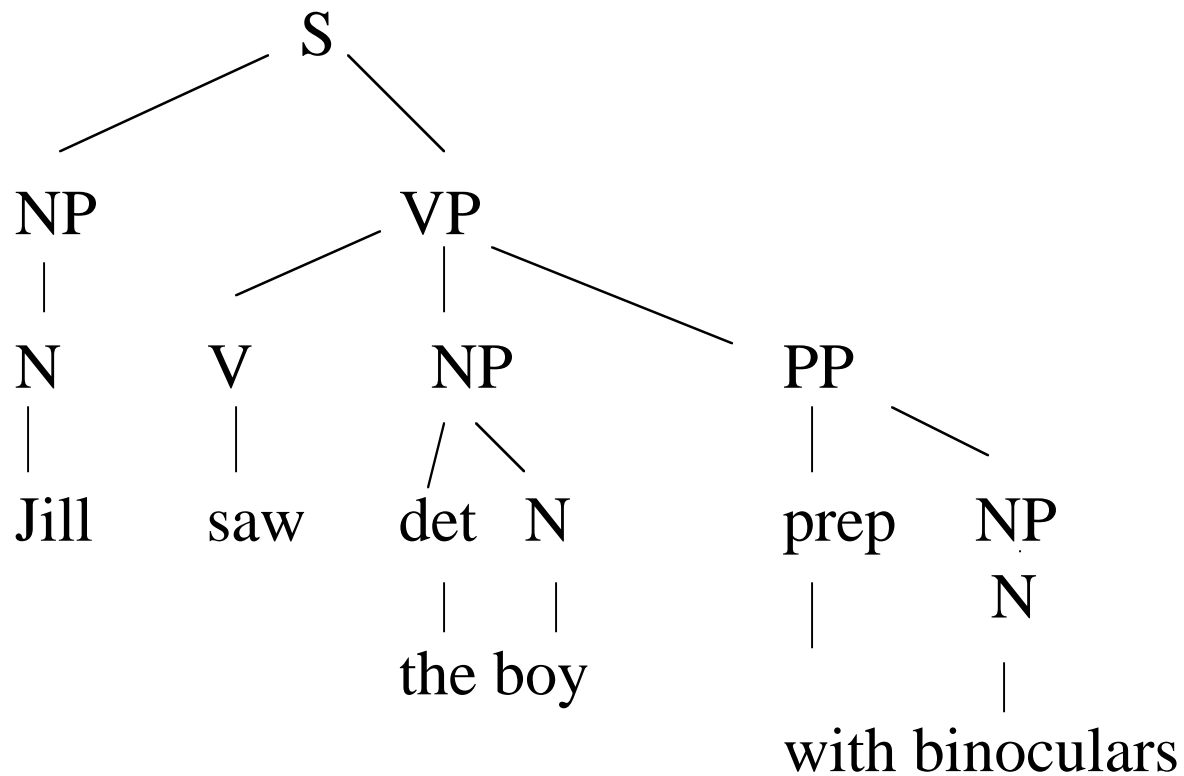 S
NP VP
N V NP PP
Jill saw det N prep NP
N
the boy
with binoculars